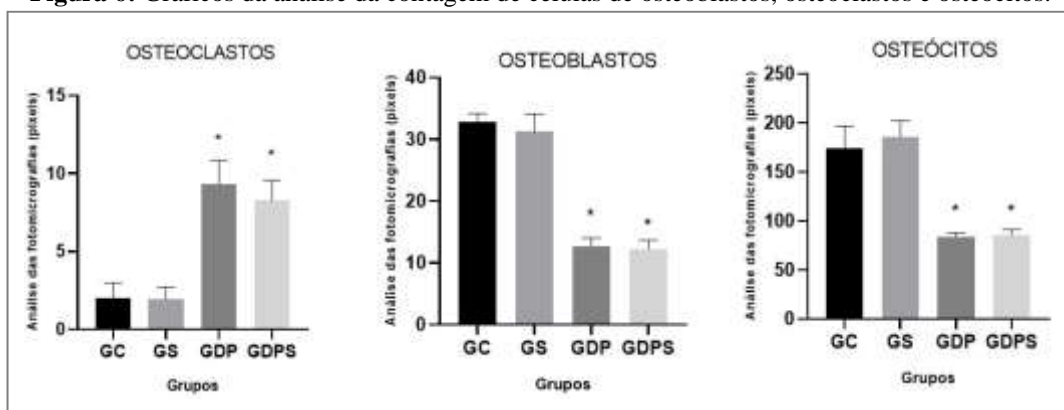 Figura 6. Gráficos da análise da contagem de células de osteoblastos, osteoclastos e osteócitos.
OSTEOCLASTOS
Análise das fotomicrografias (pixels)
15
10
5
0
*
*
GC GS GDP GDPS
Grupos
OSTEOBLASTOS
Análise das fotomicrografias (pixels)
40
30
20
10
0
*
*
GC GS GDP GDPS
Grupos
OSTEÓCITOS
Análise das fotomicrografias (pixels)
250
200
150
100
50
0
*
*
GC GS GDP GDPS
Grupos